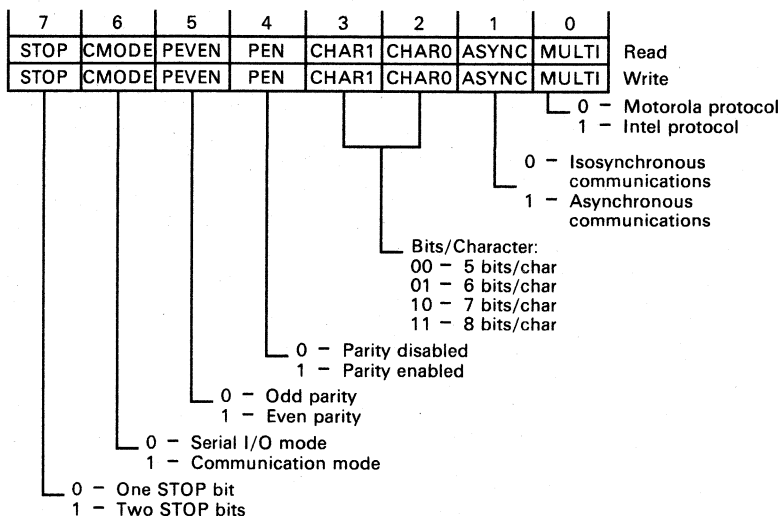 7 6 5 4 3 2 1 0
STOP CMODE PEVEN PEN CHAR1 CHAR0 ASYNC MULTI Read
STOP CMODE PEVEN PEN CHAR1 CHAR0 ASYNC MULTI Write
0 – Motorola protocol
1 – Intel protocol
0 – Isosynchronous
communications
1 – Asynchronous
communications
Bits/Character:
00 – 5 bits/char
01 – 6 bits/char
10 – 7 bits/char
11 – 8 bits/char
0 – Parity disabled
1 – Parity enabled
0 – Odd parity
1 – Even parity
0 – Serial I/O mode
1 – Communication mode
0 – One STOP bit
1 – Two STOP bits